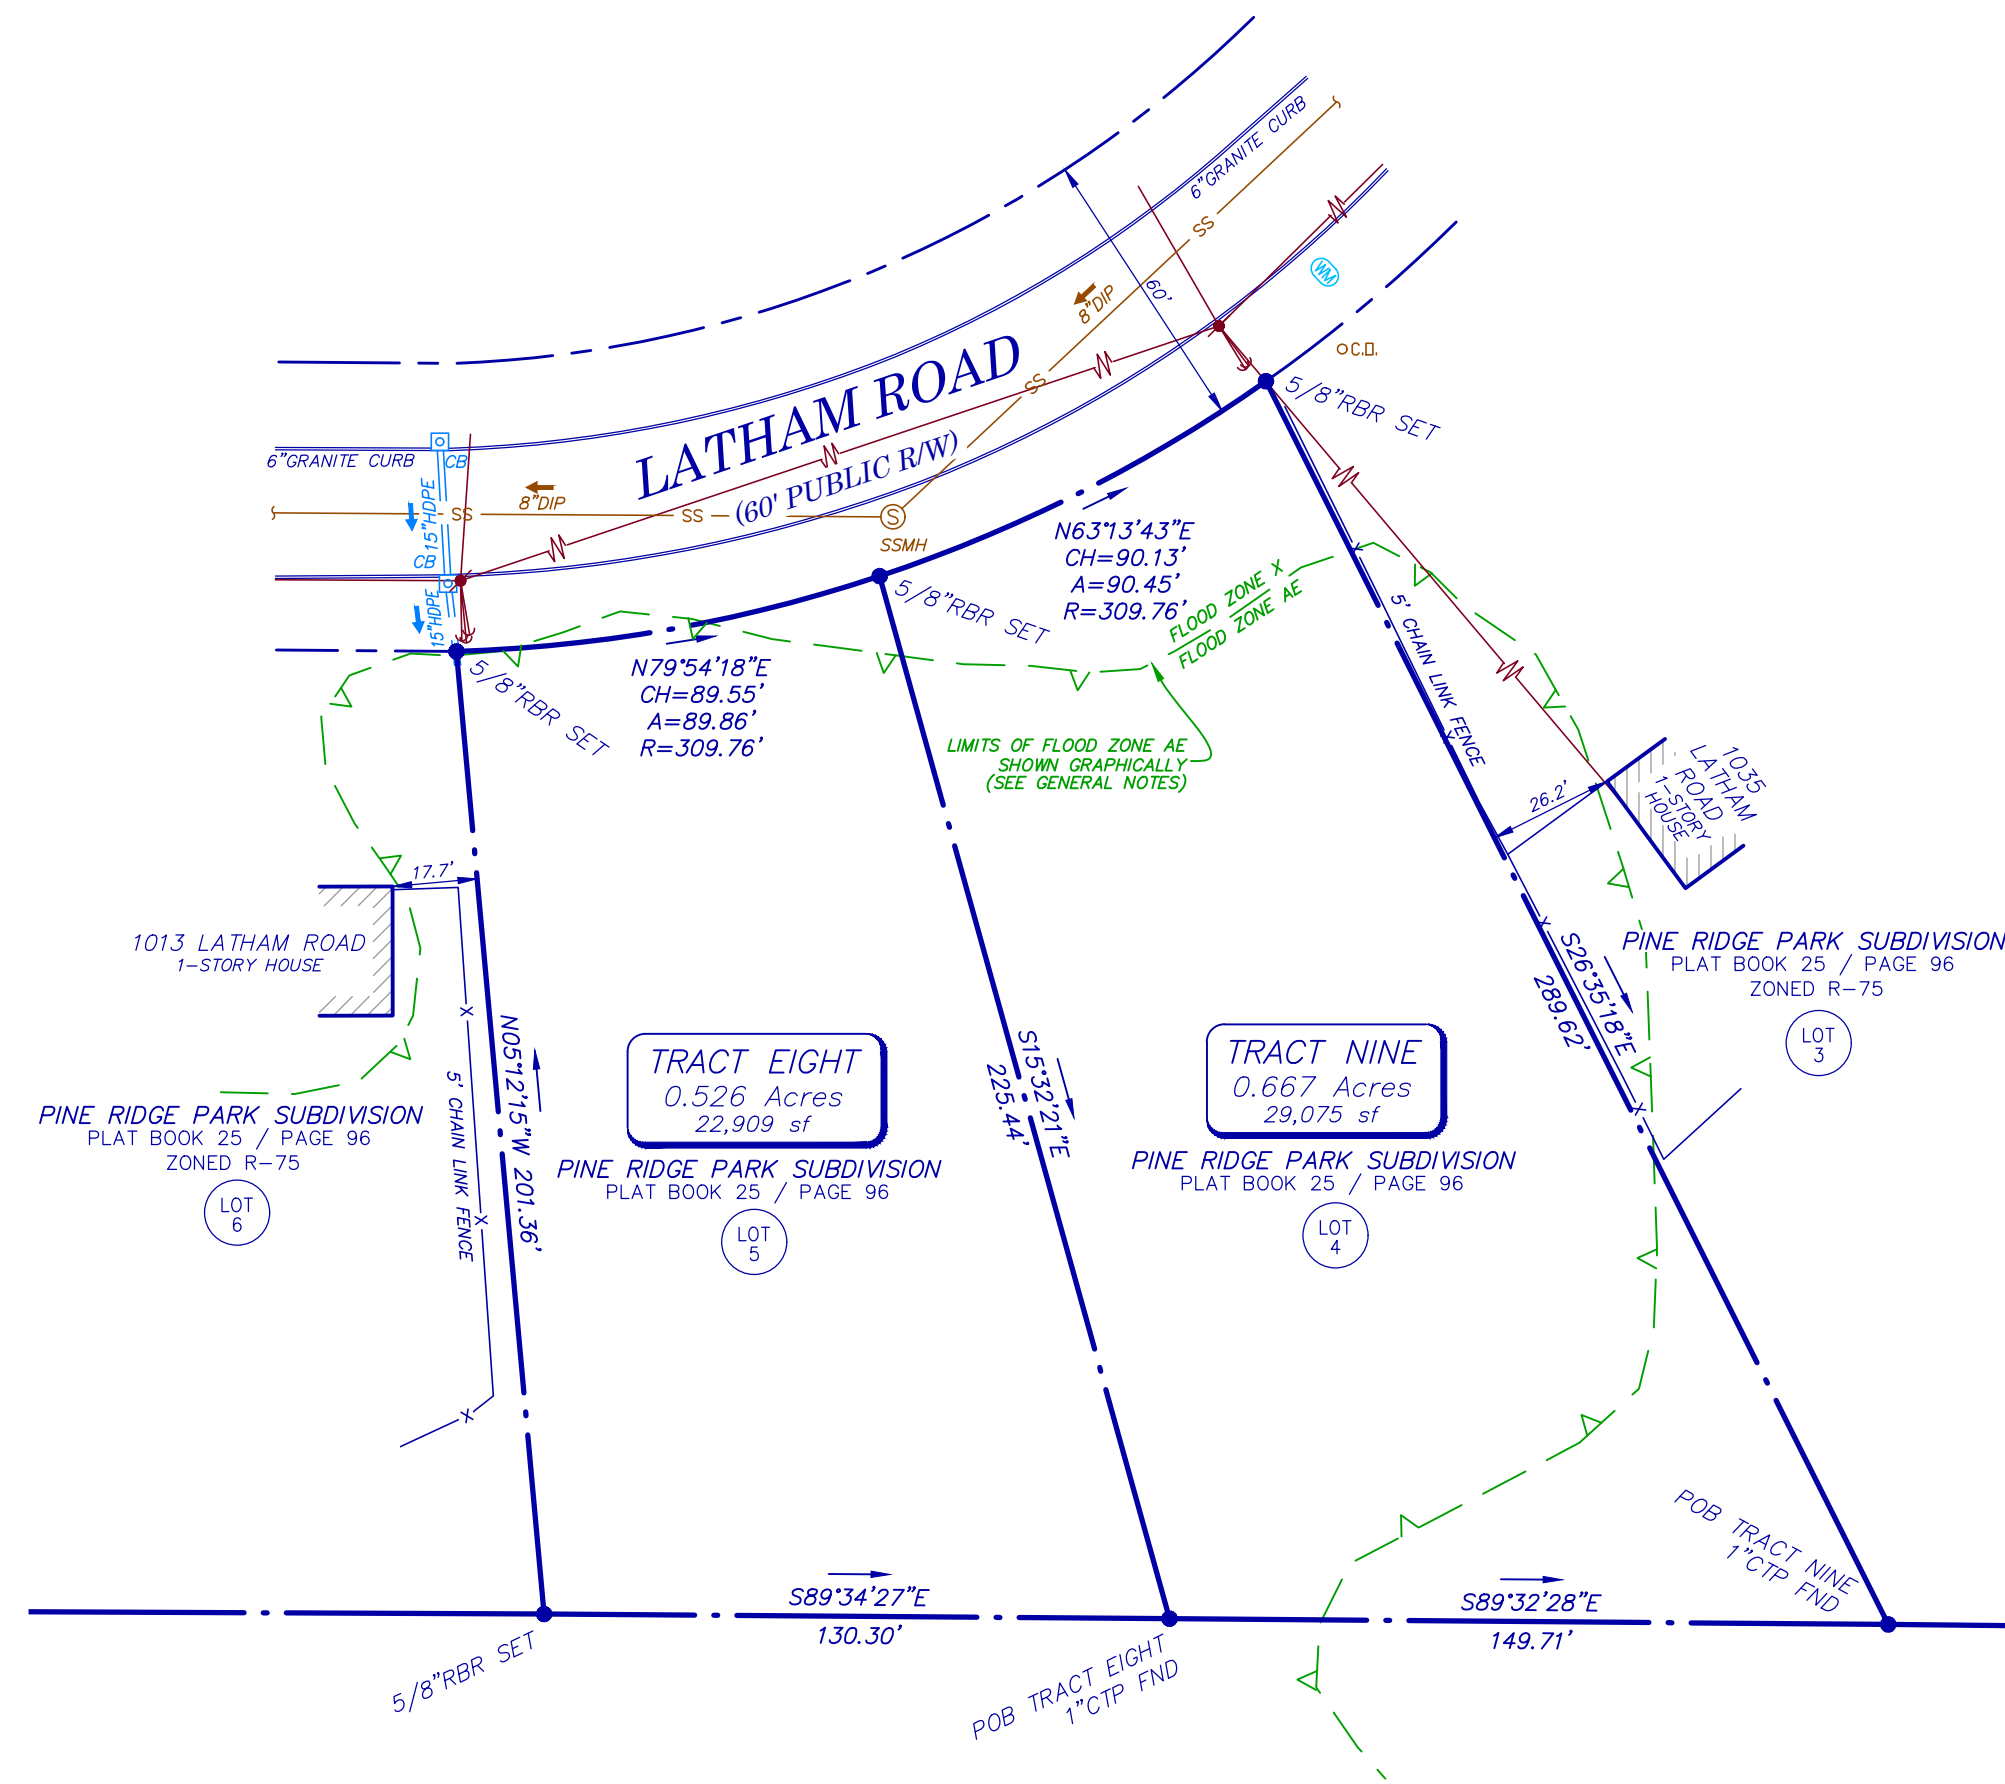 6"GRANITE CURB
SS
8"DIP
60'
WM
C.O.
LATHAM ROAD
(60' PUBLIC R/W)
SS
5/8"RBR SET
6"GRANITE CURB
CB
15"HDPE
SS
8"DIP
SS
S
SSMH
CB
15"HDPE
N63°13'43"E
CH=90.13'
A=90.45'
R=309.76'
FLOOD ZONE X
FLOOD ZONE AE
5/8"RBR SET
5' CHAIN LINK FENCE
5/8"RBR SET
N79°54'18"E
CH=89.55'
A=89.86'
R=309.76'
LIMITS OF FLOOD ZONE AE
SHOWN GRAPHICALLY
(SEE GENERAL NOTES)
1035
LATHAM
ROAD
1-STORY
HOUSE
26.2'
17.7'
1013 LATHAM ROAD
1-STORY HOUSE
PINE RIDGE PARK SUBDIVISION
PLAT BOOK 25 / PAGE 96
ZONED R-75
LOT
3
S26°35'18"E
289.62'
N05°12'15"W 201.36'
5' CHAIN LINK FENCE
TRACT EIGHT
0.526 Acres
22,909 sf
S15°32'21"E
225.44'
TRACT NINE
0.667 Acres
29,075 sf
PINE RIDGE PARK SUBDIVISION
PLAT BOOK 25 / PAGE 96
ZONED R-75
LOT
6
PINE RIDGE PARK SUBDIVISION
PLAT BOOK 25 / PAGE 96
LOT
5
PINE RIDGE PARK SUBDIVISION
PLAT BOOK 25 / PAGE 96
LOT
4
POB TRACT NINE
1"CTP FND
S89°34'27"E
130.30'
S89°32'28"E
149.71'
5/8"RBR SET
POB TRACT EIGHT
1"CTP FND